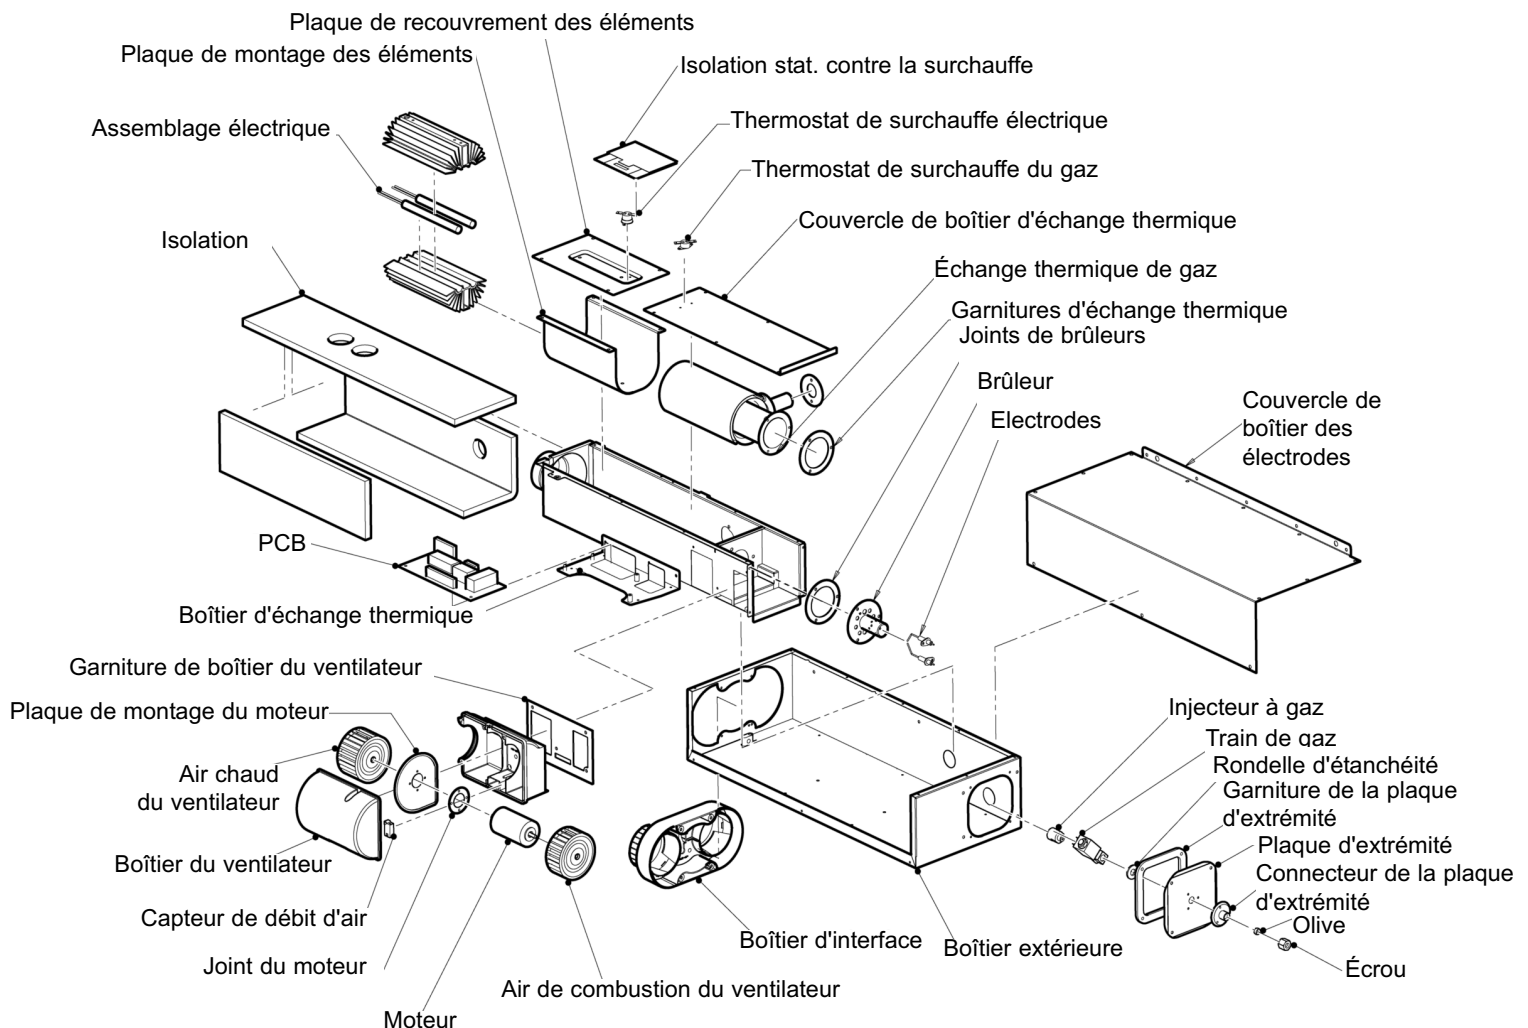 Plaque de recouvrement des éléments
Plaque de montage des éléments
Isolation stat. contre la surchauffe
Assemblage électrique
Thermostat de surchauffe électrique
Thermostat de surchauffe du gaz
Couvercle de boîtier d'échange thermique
Isolation
Échange thermique de gaz
Garnitures d'échange thermique
Joints de brûleurs
Brûleur
Electrodes
Couvercle de
boîtier des
électrodes
PCB
Boîtier d'échange thermique
Garniture de boîtier du ventilateur
Plaque de montage du moteur
Injecteur à gaz
Train de gaz
Rondelle d'étanchéité
Garniture de la plaque
d'extrémité
Air chaud
du ventilateur
Plaque d'extrémité
Boîtier du ventilateur
Connecteur de la plaque
d'extrémité
Capteur de débit d'air
Olive
Boîtier d'interface
Boîtier extérieure
Joint du moteur
Écrou
Air de combustion du ventilateur
Moteur